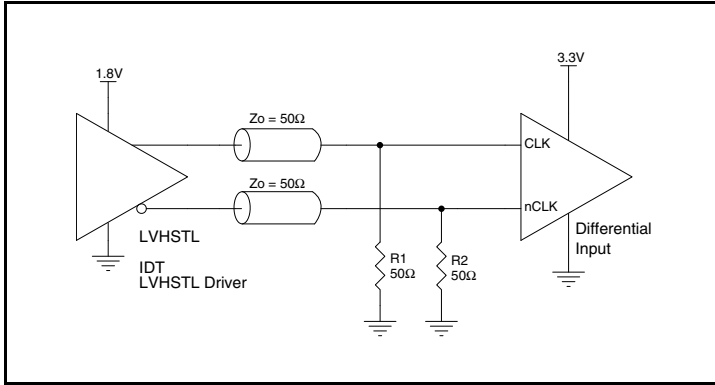 1.8V
3.3V
Zo = 50Ω
CLK
Zo = 50Ω
nCLK
Differential
Input
LVHSTL
IDT
LVHSTL Driver
R1
50Ω
R2
50Ω